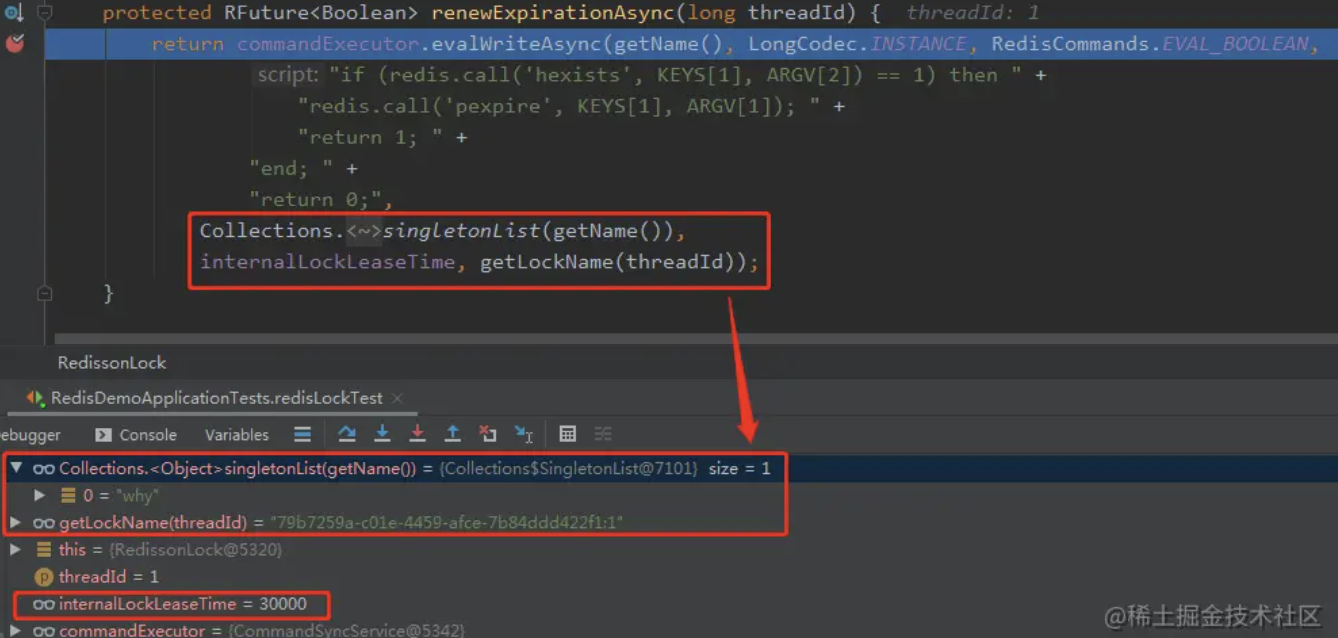 protected RFuture<Boolean> renewExpirationAsync(long threadId) { threadId: 1
return commandExecutor.evalWriteAsync(getName(), LongCodec.INSTANCE, RedisCommands.EVAL_BOOLEAN,
script: "if (redis.call('hexists', KEYS[1], ARGV[2]) == 1) then " +
"redis.call('pexpire', KEYS[1], ARGV[1]); " +
"return 1; " +
"end; " +
"return 0;",
Collections.<~>singletonList(getName()),
internalLockLeaseTime, getLockName(threadId));
}
RedissonLock
RedisDemoApplicationTests.redisLockTest
ebugger Console Variables
Collections.<Object>singletonList(getName()) = {Collections$SingletonList@7101} size = 1
0 = "why"
getLockName(threadId) = "79b7259a-c01e-4459-afce-7b84ddd422f1:1"
this = {RedissonLock@5320}
threadId = 1
internalLockLeaseTime = 30000
commandExecutor = {CommandSyncService@5342}
@稀土掘金技术社区